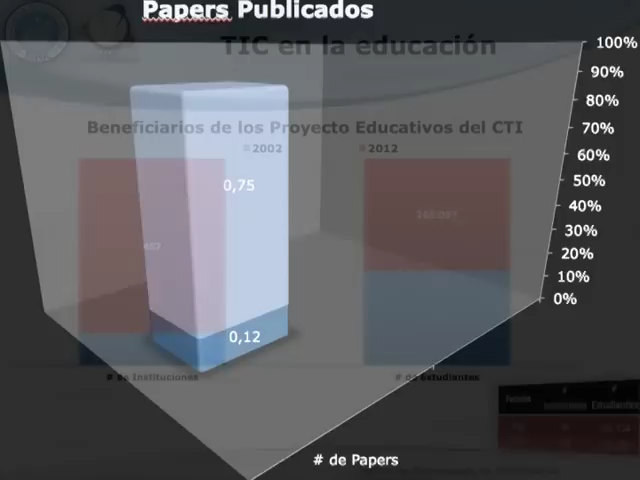 Papers Publicados
TIC en la educación
100%
90%
80%
70%
60%
50%
40%
30%
20%
10%
0%
Beneficiarios de los Proyecto Educativos del CTI
2002
2012
0,75
0,12
# de Instituciones
# de Estudiantes
# de Papers